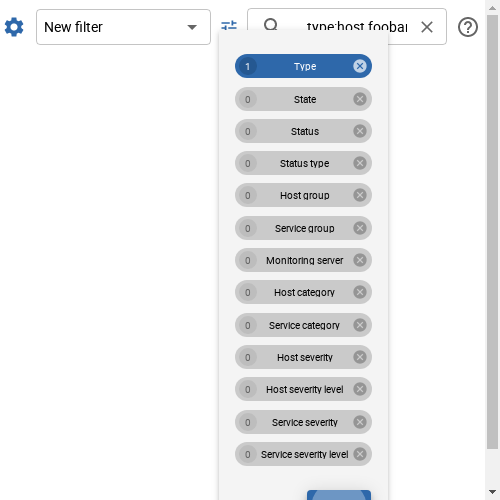 New filter
type:host foobar
1 Type
0 State
0 Status
0 Status type
0 Host group
0 Service group
0 Monitoring server
0 Host category
0 Service category
0 Host severity
0 Host severity level
0 Service severity
0 Service severity level